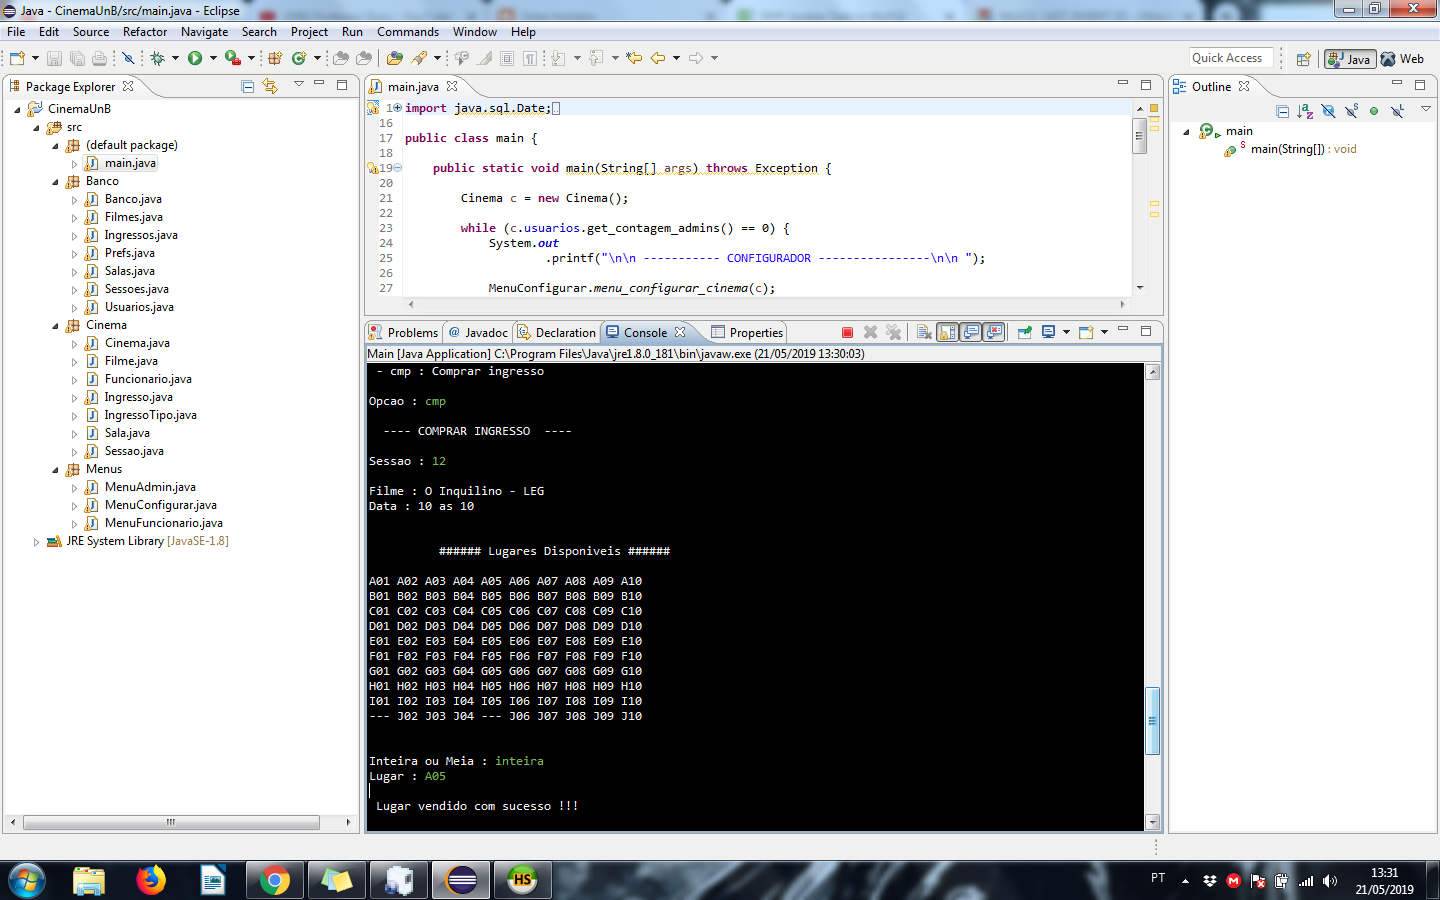 Java - CinemaUnB/src/main.java - Eclipse
File Edit Source Refactor Navigate Search Project Run Commands Window Help
Quick Access Java Web
Package Explorer
CinemaUnB
src
(default package)
main.java
Banco
Banco.java
Filmes.java
Ingressos.java
Prefs.java
Salas.java
Sessoes.java
Usuarios.java
Cinema
Cinema.java
Filme.java
Funcionario.java
Ingresso.java
IngressoTipo.java
Sala.java
Sessao.java
Menus
MenuAdmin.java
MenuConfigurar.java
MenuFuncionario.java
JRE System Library [JavaSE-1.8]
main.java
1 import java.sql.Date;
16
17 public class main {
18
19 public static void main(String[] args) throws Exception {
20
21 Cinema c = new Cinema();
22
23 while (c.usuarios.get_contagem_admins() == 0) {
24 System.out
25 .printf("\n\n ----------- CONFIGURADOR ----------------\n\n ");
26
27 MenuConfigurar.menu_configurar_cinema(c);
Outline
main
main(String[]) : void
Problems @ Javadoc Declaration Console Properties
Main [Java Application] C:\Program Files\Java\jre1.8.0_181\bin\javaw.exe (21/05/2019 13:30:03)
- cmp : Comprar ingresso
Opcao : cmp
---- COMPRAR INGRESSO ----
Sessao : 12
Filme : O Inquilino - LEG
Data : 10 as 10
###### Lugares Disponiveis ######
A01 A02 A03 A04 A05 A06 A07 A08 A09 A10
B01 B02 B03 B04 B05 B06 B07 B08 B09 B10
C01 C02 C03 C04 C05 C06 C07 C08 C09 C10
D01 D02 D03 D04 D05 D06 D07 D08 D09 D10
E01 E02 E03 E04 E05 E06 E07 E08 E09 E10
F01 F02 F03 F04 F05 F06 F07 F08 F09 F10
G01 G02 G03 G04 G05 G06 G07 G08 G09 G10
H01 H02 H03 H04 H05 H06 H07 H08 H09 H10
I01 I02 I03 I04 I05 I06 I07 I08 I09 I10
--- J02 J03 J04 --- J06 J07 J08 J09 J10
Inteira ou Meia : inteira
Lugar : A05
Lugar vendido com sucesso !!!
HS
PT
13:31
21/05/2019